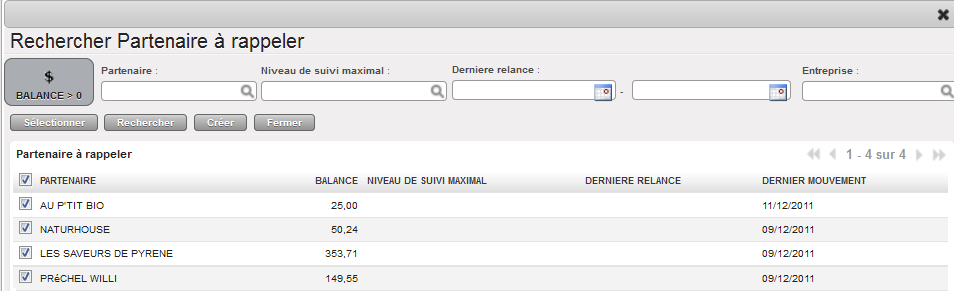 Rechercher Partenaire à rappeler
$
BALANCE > 0
Partenaire :
Niveau de suivi maximal :
Derniere relance :
-
Entreprise :
Sélectionner Rechercher Créer Fermer
Partenaire à rappeler 1 - 4 sur 4
PARTENAIRE BALANCE NIVEAU DE SUIVI MAXIMAL DERNIERE RELANCE DERNIER MOUVEMENT
AU P'TIT BIO 25,00 11/12/2011
NATURHOUSE 50,24 09/12/2011
LES SAVEURS DE PYRENE 353,71 09/12/2011
PRéCHEL WILLI 149,55 09/12/2011